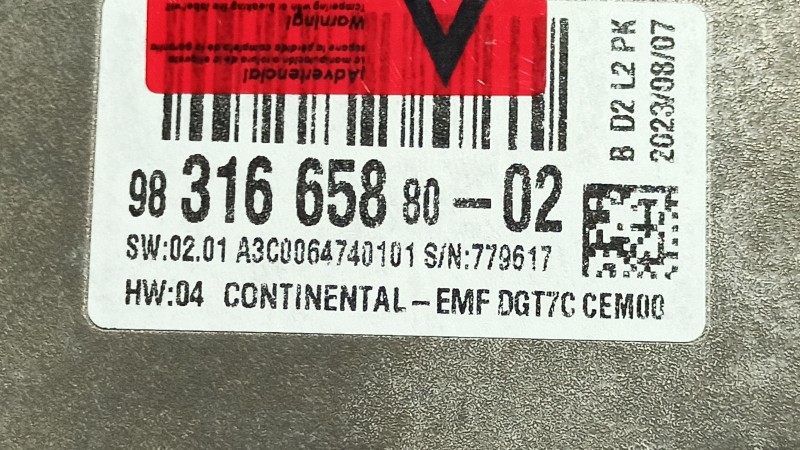 ¡Advertencia!
Warning!
98 316 658 80-02
SW:02.01 A3C0064740101 S/N:779617
HW:04 CONTINENTAL-EMF DGT7C CEM00
B D2 L2 PK
2023/08/07